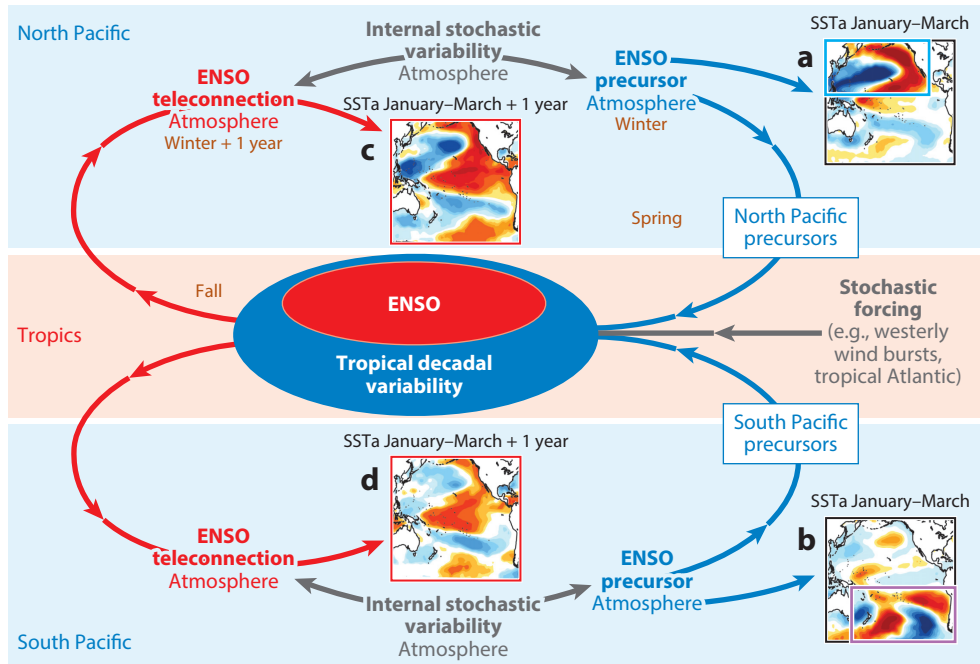 North Pacific
Internal stochastic
variability
Atmosphere
SSTa January–March
a
ENSO
teleconnection
Atmosphere
Winter + 1 year
SSTa January–March + 1 year
c
ENSO
precursor
Atmosphere
Winter
Spring
North Pacific
precursors
Fall
Tropics
ENSO
Tropical decadal
variability
Stochastic
forcing
(e.g., westerly
wind bursts,
tropical Atlantic)
South Pacific
precursors
SSTa January–March + 1 year
d
SSTa January–March
b
ENSO
teleconnection
Atmosphere
ENSO
precursor
Atmosphere
Internal stochastic
variability
Atmosphere
South Pacific